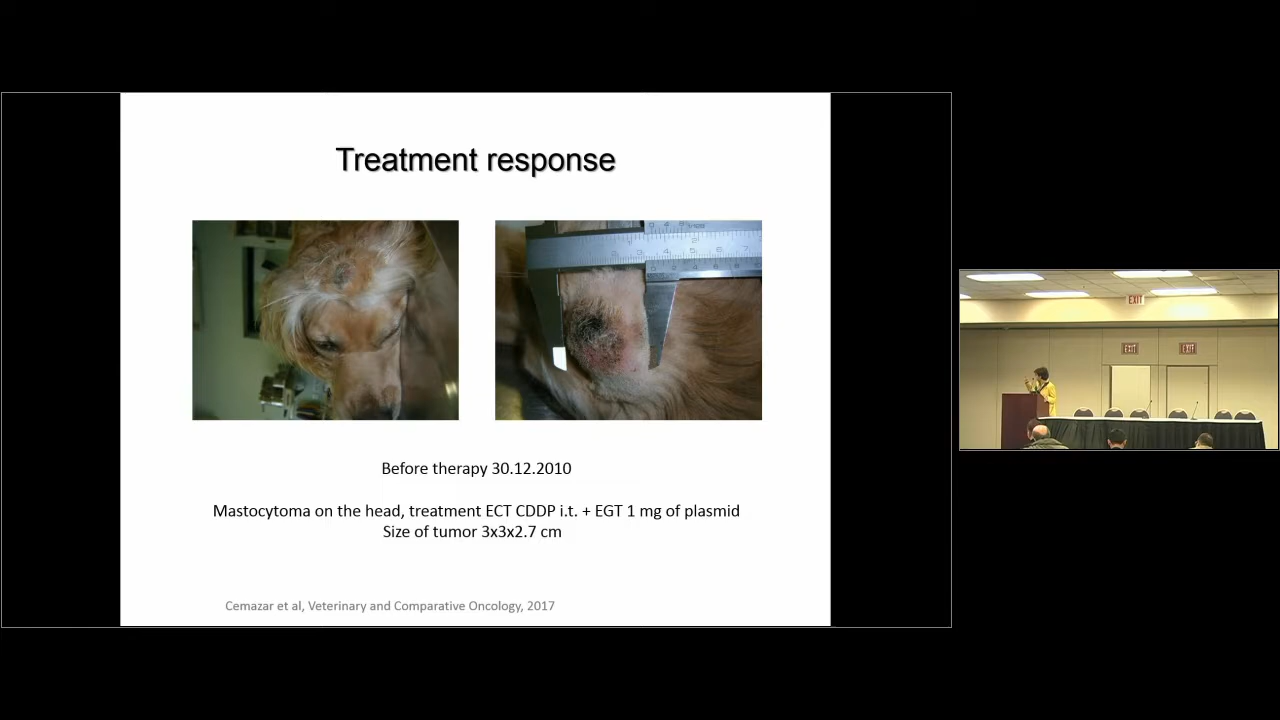 Treatment response
Before therapy 30.12.2010
Mastocytoma on the head, treatment ECT CDDP i.t. + EGT 1 mg of plasmid
Size of tumor 3x3x2.7 cm
Cemazar et al, Veterinary and Comparative Oncology, 2017
EXIT
EXIT
EXIT